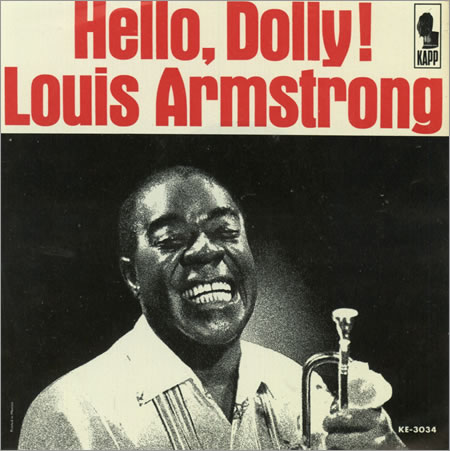 Hello, Dolly!
KAPP
Louis Armstrong
KE-3034